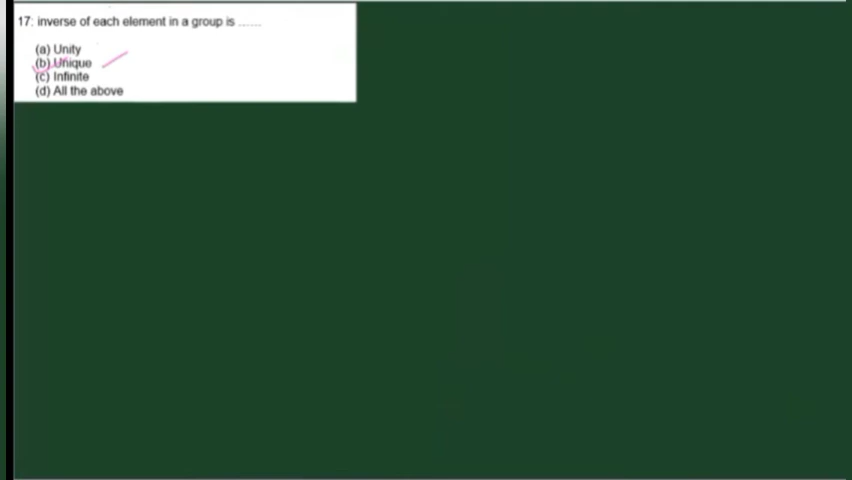 17: inverse of each element in a group is ......
(a) Unity
(b) Unique
(c) Infinite
(d) All the above